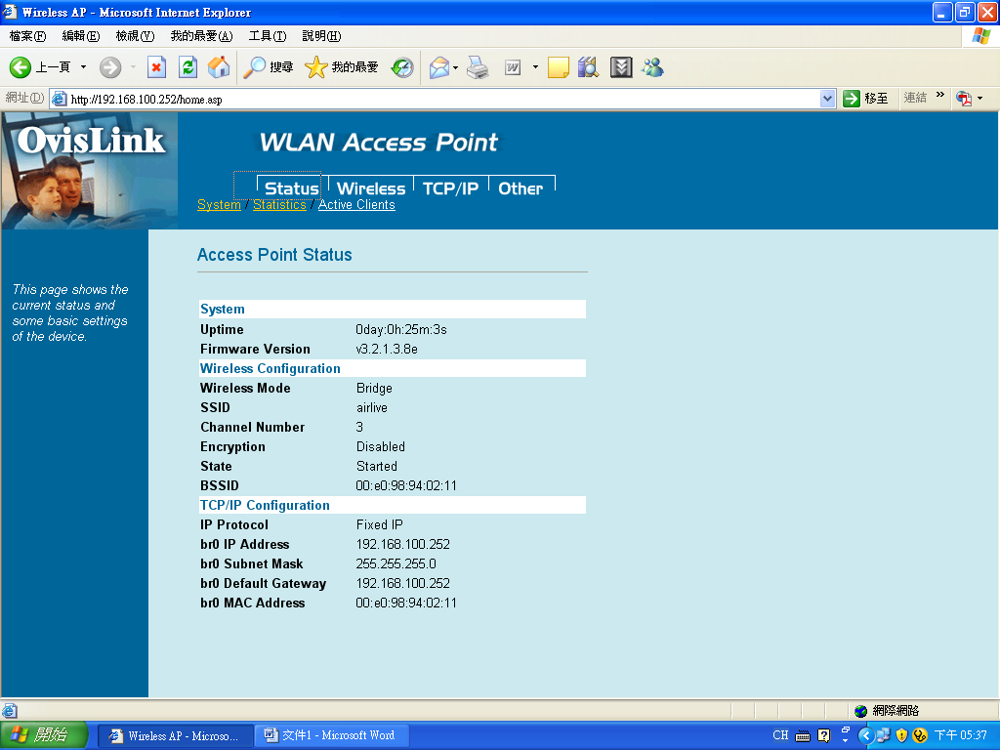 Wireless AP - Microsoft Internet Explorer
檔案(F) 編輯(E) 檢視(V) 我的最愛(A) 工具(T) 說明(H)
上一頁 搜尋 我的最愛
網址(D) http://192.168.100.252/home.asp 移至 連結 »
OvisLink WLAN Access Point
Status Wireless TCP/IP Other
System / Statistics / Active Clients
This page shows the
current status and
some basic settings
of the device.
Access Point Status
System
Uptime 0day:0h:25m:3s
Firmware Version v3.2.1.3.8e
Wireless Configuration
Wireless Mode Bridge
SSID airlive
Channel Number 3
Encryption Disabled
State Started
BSSID 00:e0:98:94:02:11
TCP/IP Configuration
IP Protocol Fixed IP
br0 IP Address 192.168.100.252
br0 Subnet Mask 255.255.255.0
br0 Default Gateway 192.168.100.252
br0 MAC Address 00:e0:98:94:02:11
網際網路
開始 Wireless AP - Microso... 文件1 - Microsoft Word CH 下午 05:37